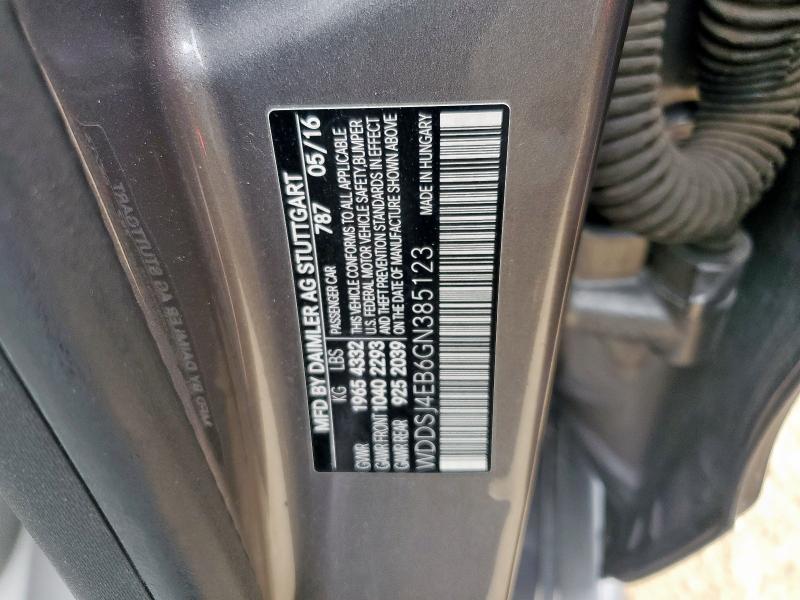 MFD BY DAIMLER AG STUTTGART
PASSENGER CAR 787 05/16
KG LBS
GVWR 1965 4332
GAWR FRONT 1040 2293
GAWR REAR 925 2039
THIS VEHICLE CONFORMS TO ALL APPLICABLE
U.S. FEDERAL MOTOR VEHICLE SAFETY, BUMPER
AND THEFT PREVENTION STANDARDS IN EFFECT
ON THE DATE OF MANUFACTURE SHOWN ABOVE
WDDSJ4EB6GN385123 MADE IN HUNGARY